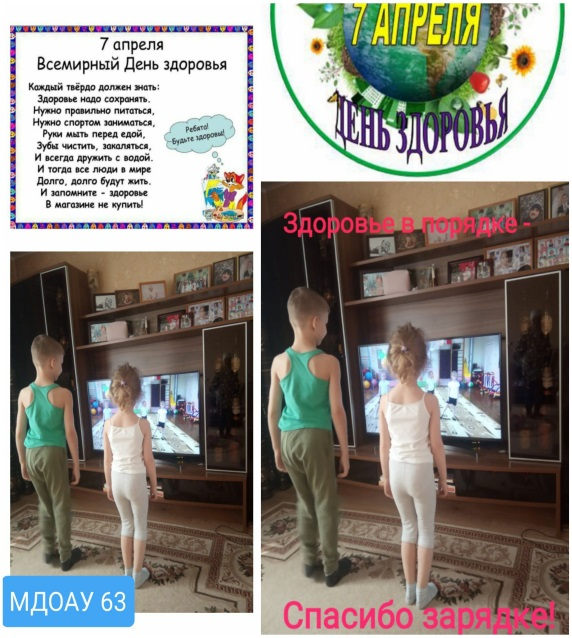 7 апреля
Всемирный День здоровья
Каждый твёрдо должен знать:
Здоровье надо сохранять.
Нужно правильно питаться,
Нужно спортом заниматься,
Руки мыть перед едой,
Зубы чистить, закаляться,
И всегда дружить с водой.
И тогда все люди в мире
Долго, долго будут жить.
И запомните - здоровье
В магазине не купить!
Ребята!
Будьте здоровы!
7 АПРЕЛЯ
ДЕНЬ ЗДОРОВЬЯ
Здоровье в порядке -
Спасибо зарядке!
МДОАУ 63